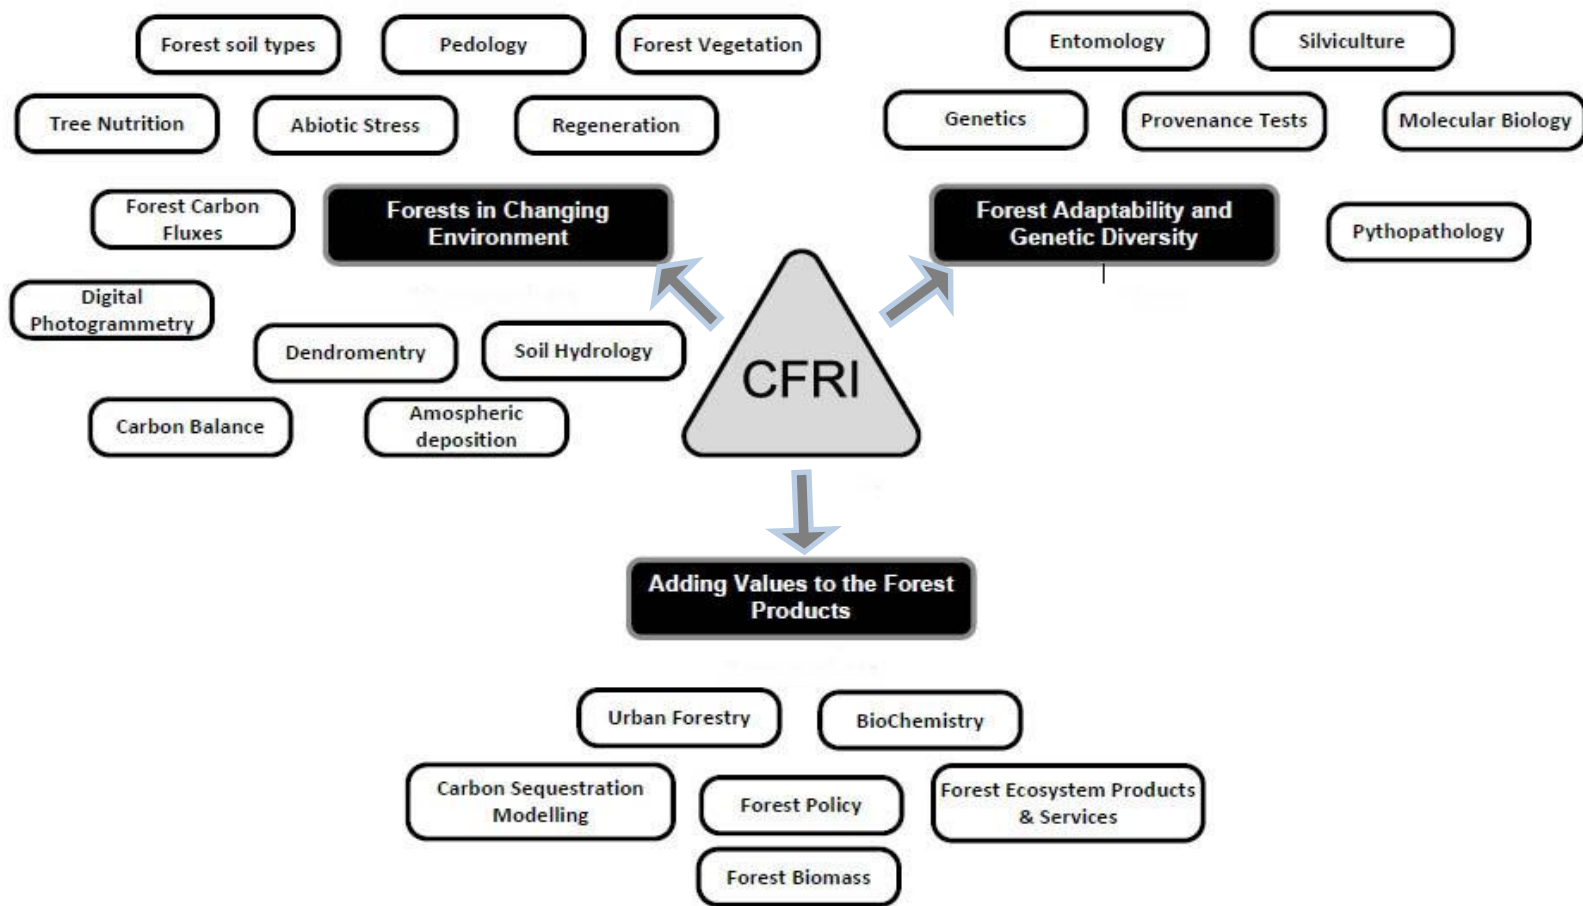 Forest soil types
Pedology
Forest Vegetation
Tree Nutrition
Abiotic Stress
Regeneration
Forest Carbon
Fluxes
Forests in Changing
Environment
Digital
Photogrammetry
Dendromentry
Soil Hydrology
Carbon Balance
Amospheric
deposition
Entomology
Silviculture
Genetics
Provenance Tests
Molecular Biology
Forest Adaptability and
Genetic Diversity
Pythopathology
CFRI
Adding Values to the Forest
Products
Urban Forestry
BioChemistry
Carbon Sequestration
Modelling
Forest Policy
Forest Ecosystem Products
& Services
Forest Biomass